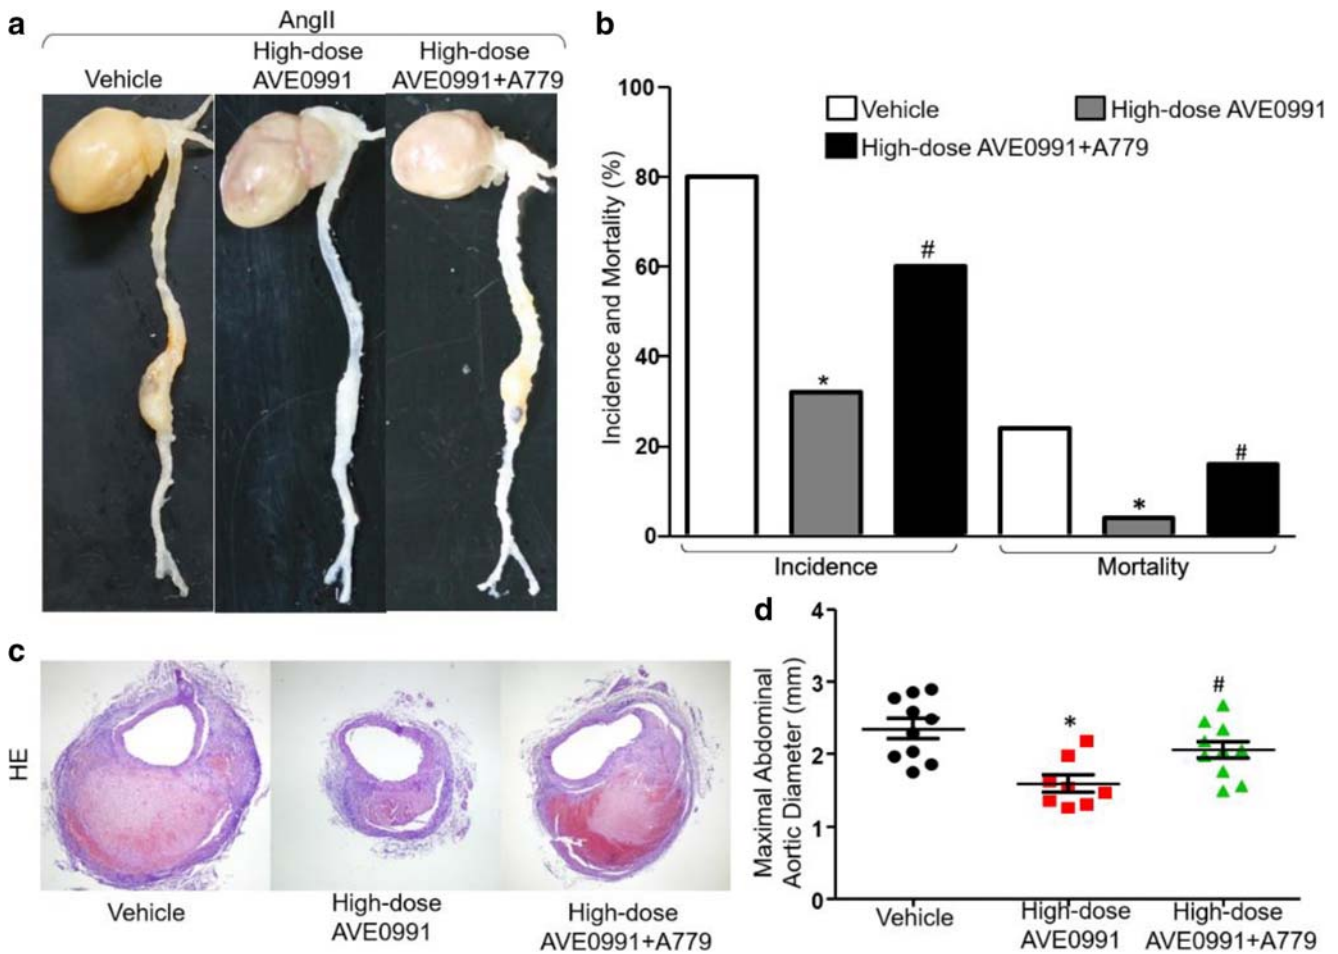 a
AngII
Vehicle
High-dose
AVE0991
High-dose
AVE0991+A779
b
100
80
60
40
20
0
Incidence and Mortality (%)
Vehicle
High-dose AVE0991
High-dose AVE0991+A779
*
#
*
#
Incidence
Mortality
c
HE
Vehicle
High-dose
AVE0991
High-dose
AVE0991+A779
d
4
3
2
1
0
Maximal Abdominal
Aortic Diameter (mm)
*
#
Vehicle
High-dose
AVE0991
High-dose
AVE0991+A779